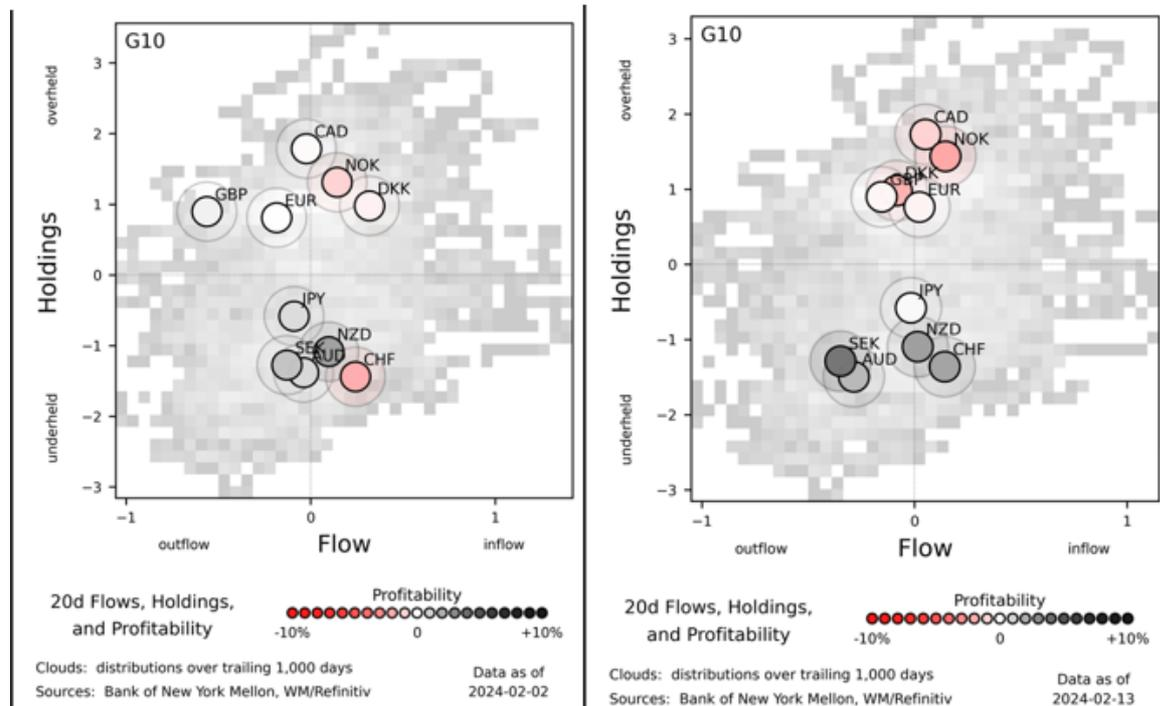 G10
overheld
3
2
1
0
−1
−2
−3
Holdings
underheld
CAD
NOK
DKK
GBP
EUR
JPY
NZD
SEK
AUD
CHF
−1
0
1
outflow
Flow
inflow
20d Flows, Holdings,
and Profitability
Profitability
-10%
0
+10%
Clouds: distributions over trailing 1,000 days
Sources: Bank of New York Mellon, WM/Refinitiv
Data as of
2024-02-02
G10
overheld
3
2
1
0
−1
−2
−3
Holdings
underheld
CAD
NOK
DKK
GBP
EUR
JPY
NZD
SEK
AUD
CHF
−1
0
1
outflow
Flow
inflow
20d Flows, Holdings,
and Profitability
Profitability
-10%
0
+10%
Clouds: distributions over trailing 1,000 days
Sources: Bank of New York Mellon, WM/Refinitiv
Data as of
2024-02-13